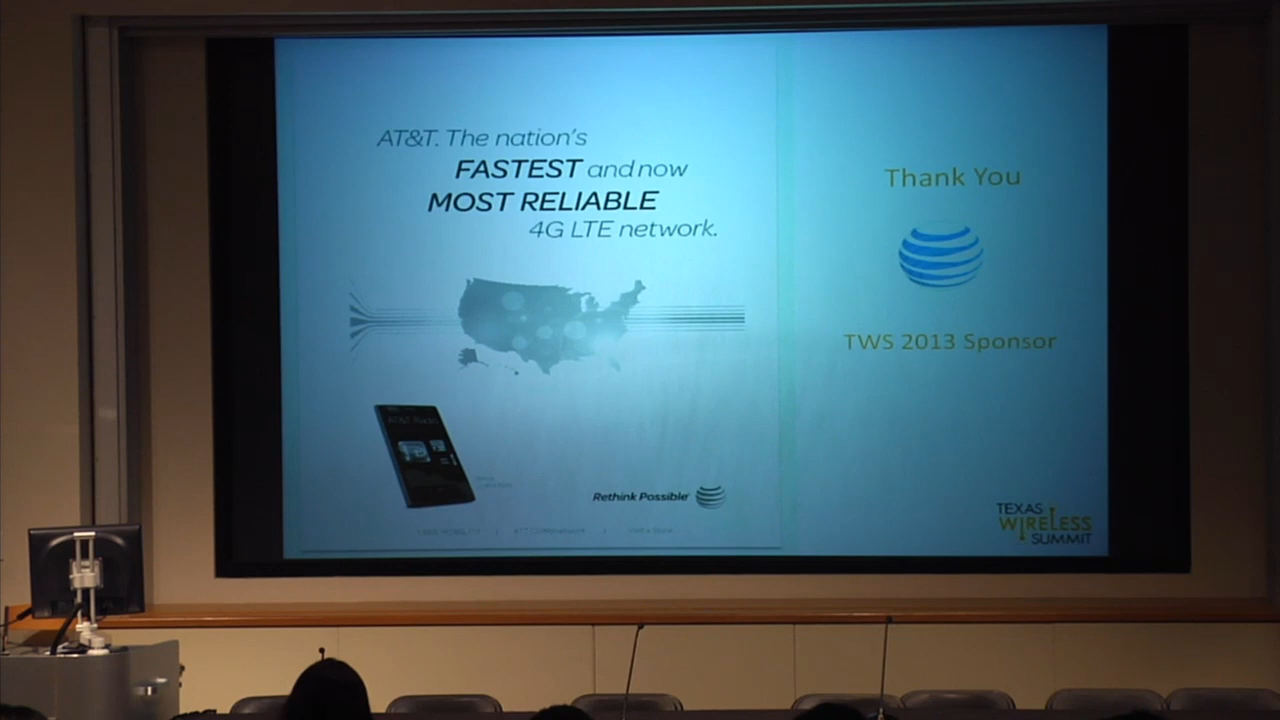 AT&T. The nation's
FASTEST and now
MOST RELIABLE
4G LTE network.
Rethink Possible
Thank You
TWS 2013 Sponsor
TEXAS
WIRELESS
SUMMIT